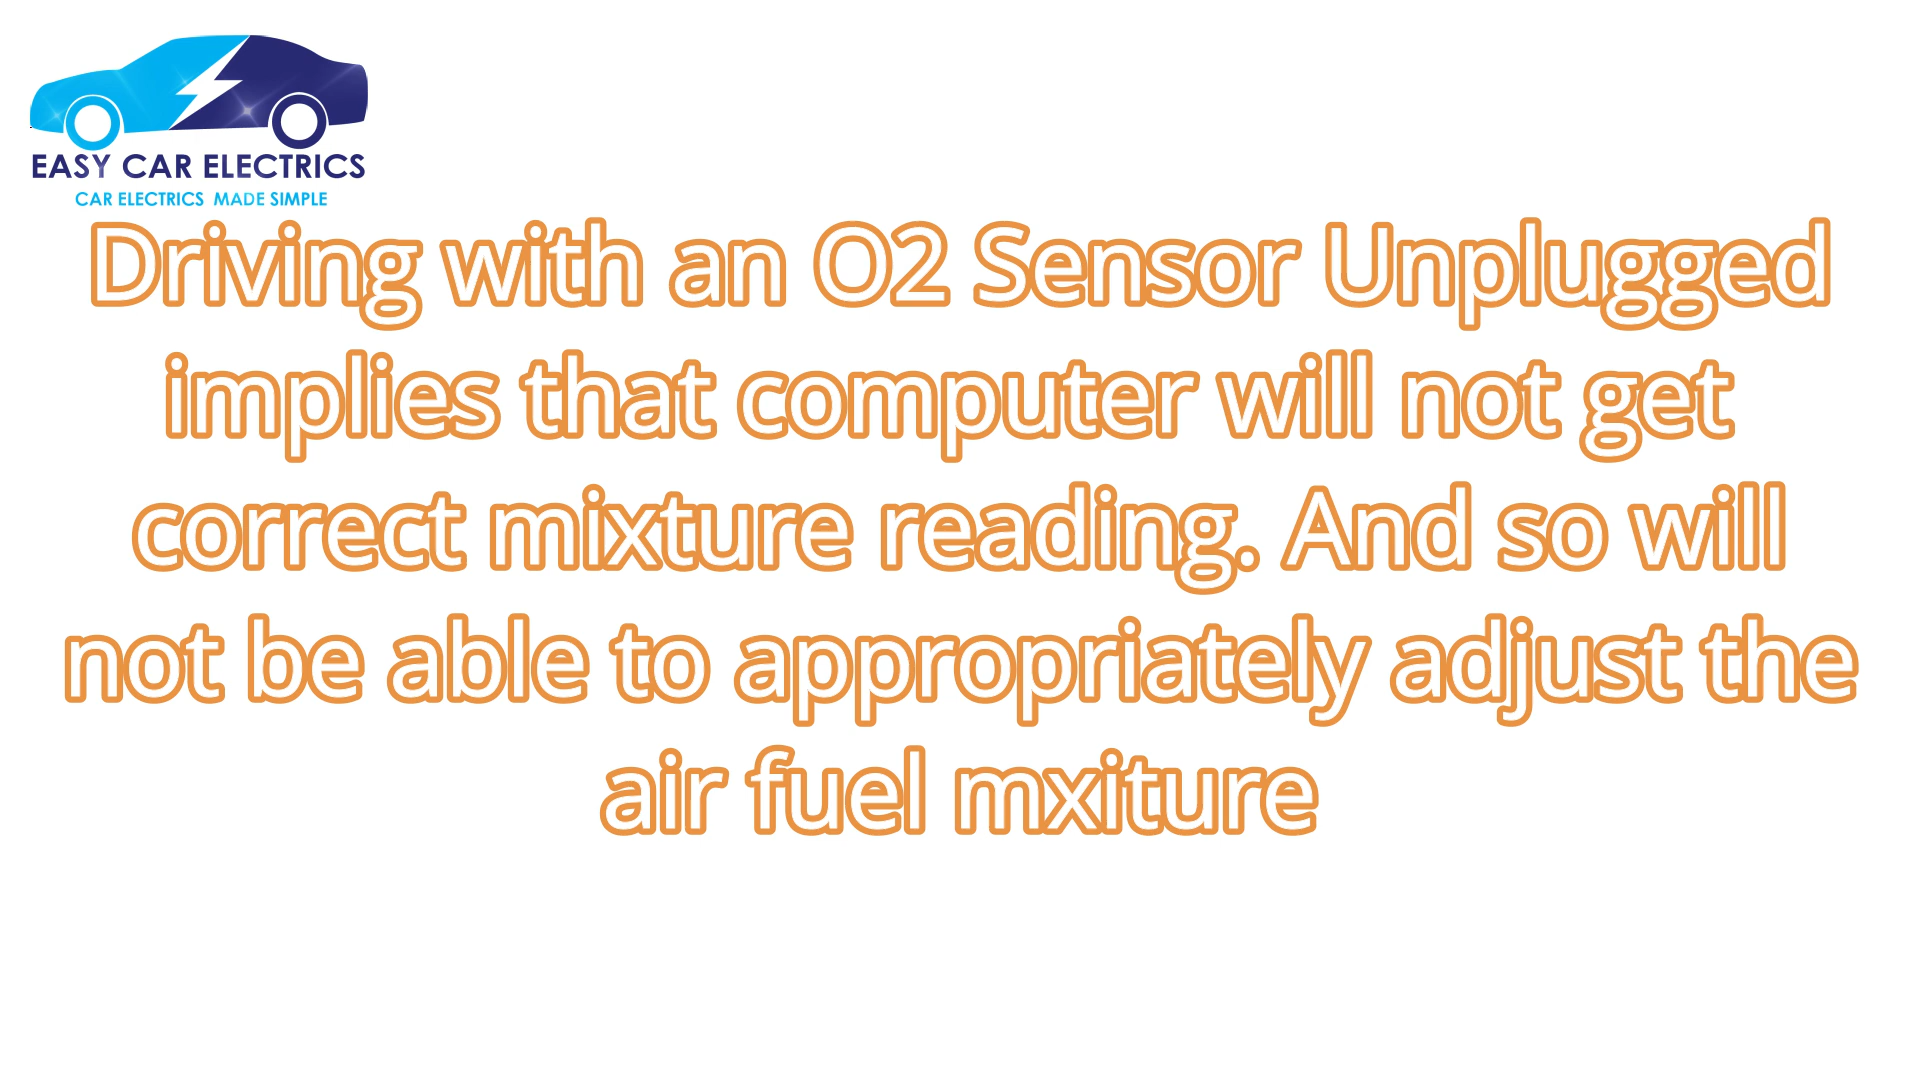 EASY CAR ELECTRICS
CAR ELECTRICS MADE SIMPLE
Driving with an O2 Sensor Unplugged
implies that computer will not get
correct mixture reading. And so will
not be able to appropriately adjust the
air fuel mxiture